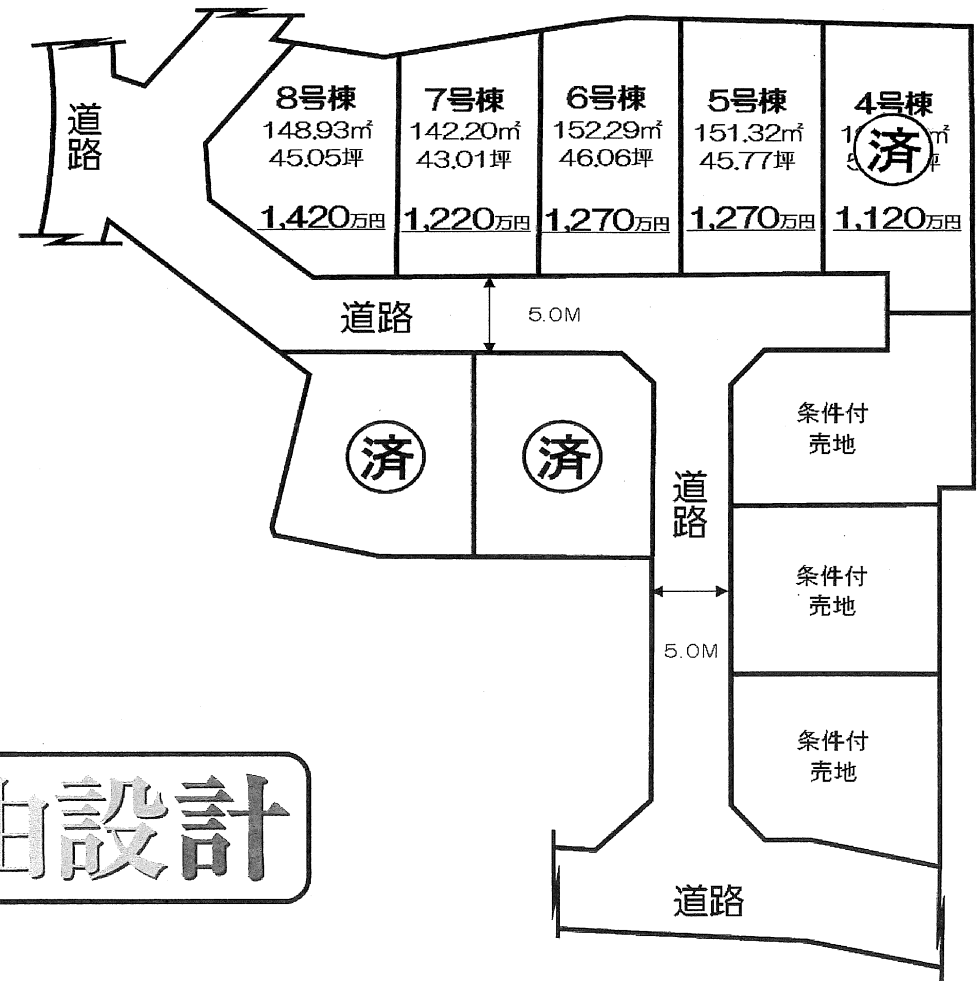 道路
8号棟
148.93㎡
45.05坪
1,420万円
7号棟
142.20㎡
43.01坪
1,220万円
6号棟
152.29㎡
46.06坪
1,270万円
5号棟
151.32㎡
45.77坪
1,270万円
4号棟
済
1,120万円
道路
5.0M
済
済
道路
5.0M
条件付
売地
条件付
売地
条件付
売地
道路
設計